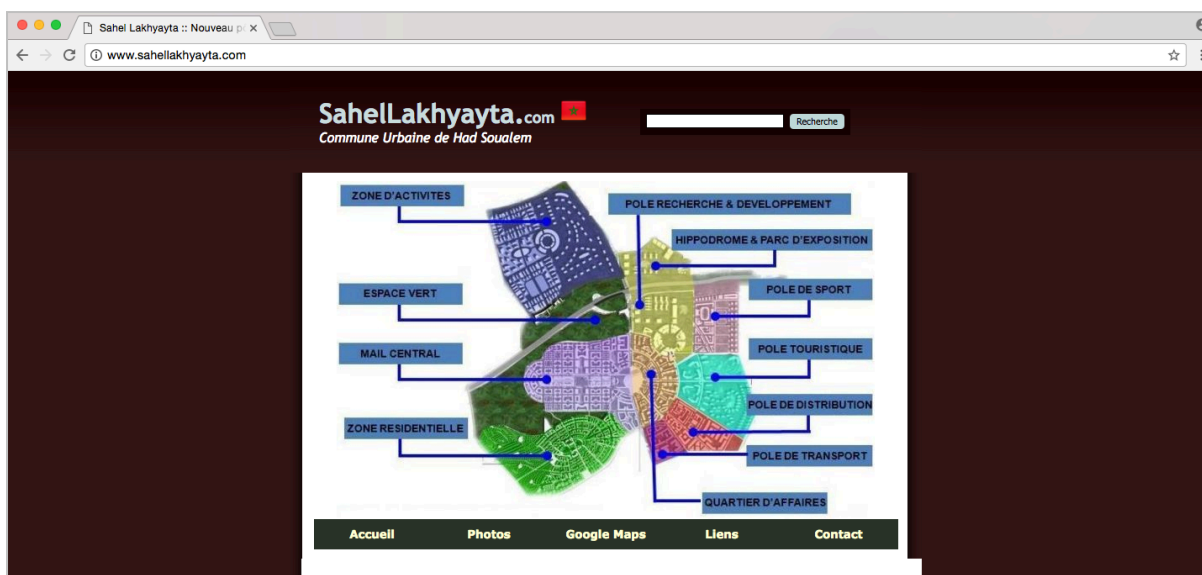 Sahel Lakhyayta :: Nouveau p
www.sahellakhyayta.com
SahelLakhyayta.com
Commune Urbaine de Had Soualem
Recherche
ZONE D'ACTIVITES
POLE RECHERCHE & DEVELOPPEMENT
HIPPODROME & PARC D'EXPOSITION
ESPACE VERT
POLE DE SPORT
MAIL CENTRAL
POLE TOURISTIQUE
POLE DE DISTRIBUTION
ZONE RESIDENTIELLE
POLE DE TRANSPORT
QUARTIER D'AFFAIRES
Accueil Photos Google Maps Liens Contact